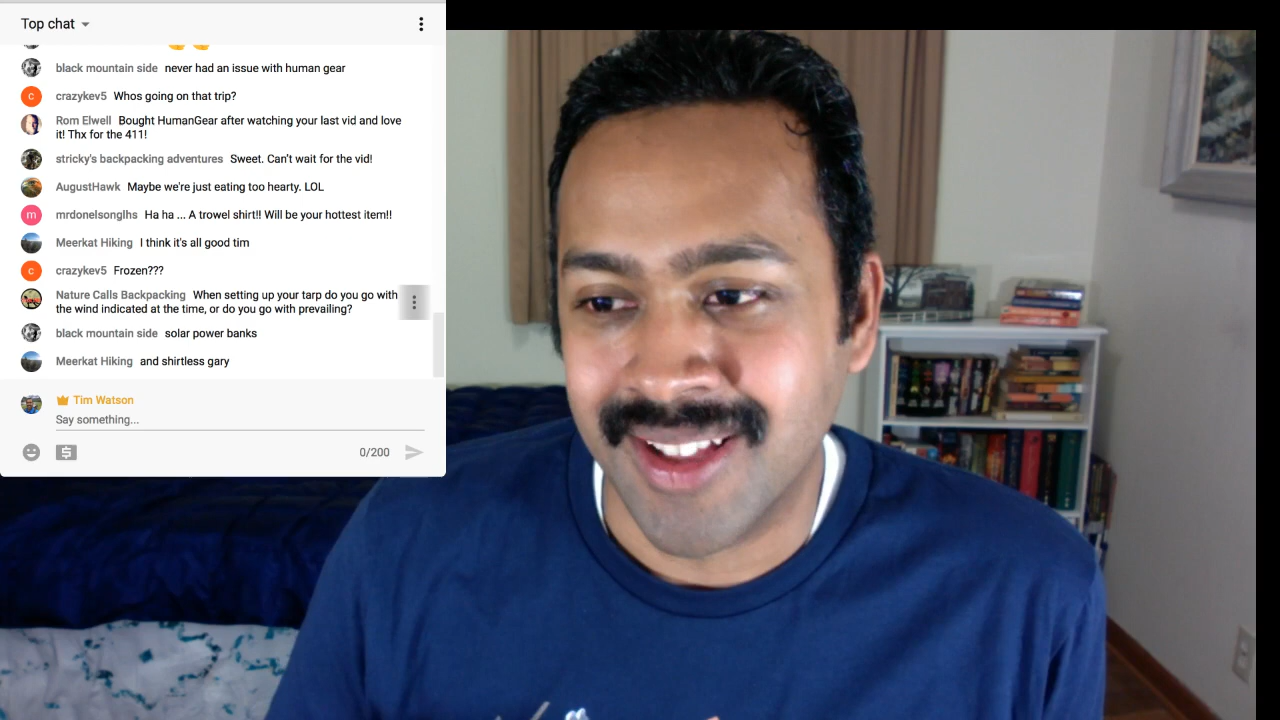 Top chat
black mountain side never had an issue with human gear
c crazykev5 Whos going on that trip?
Rom Elwell Bought HumanGear after watching your last vid and love
it! Thx for the 411!
stricky's backpacking adventures Sweet. Can't wait for the vid!
AugustHawk Maybe we're just eating too hearty. LOL
m mrdonelsonglhs Ha ha ... A trowel shirt!! Will be your hottest item!!
Meerkat Hiking I think it's all good tim
c crazykev5 Frozen???
Nature Calls Backpacking When setting up your tarp do you go with
the wind indicated at the time, or do you go with prevailing?
black mountain side solar power banks
Meerkat Hiking and shirtless gary
Tim Watson
Say something...
$ 0/200